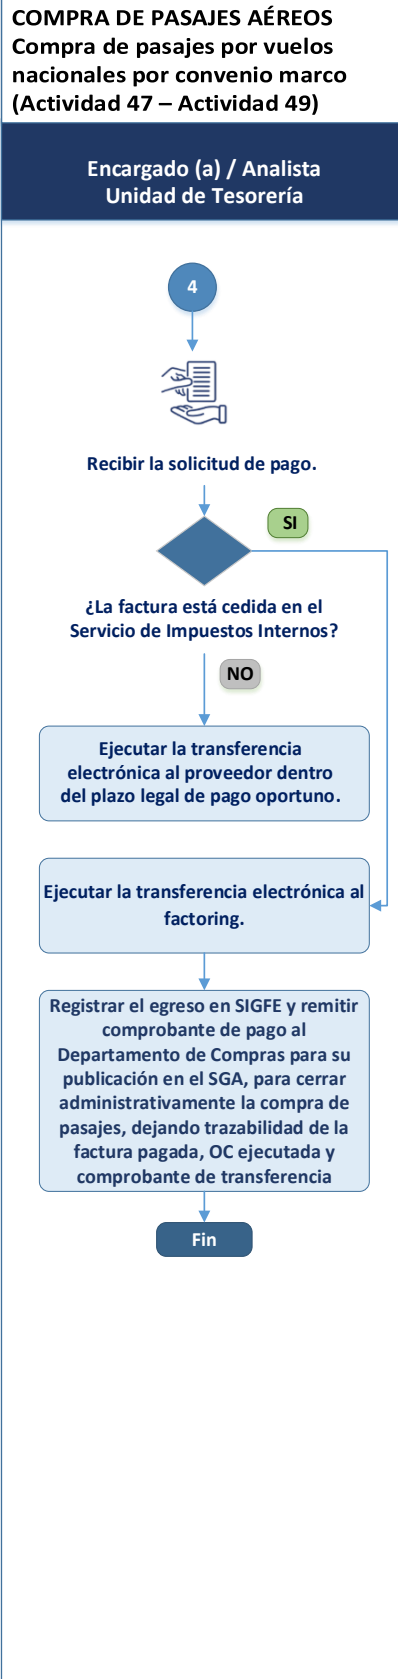 COMPRA DE PASAJES AÉREOS
Compra de pasajes por vuelos
nacionales por convenio marco
(Actividad 47 – Actividad 49)
Encargado (a) / Analista
Unidad de Tesorería
4
Recibir la solicitud de pago.
SI
¿La factura está cedida en el
Servicio de Impuestos Internos?
NO
Ejecutar la transferencia
electrónica al proveedor dentro
del plazo legal de pago oportuno.
Ejecutar la transferencia electrónica al
factoring.
Registrar el egreso en SIGFE y remitir
comprobante de pago al
Departamento de Compras para su
publicación en el SGA, para cerrar
administrativamente la compra de
pasajes, dejando trazabilidad de la
factura pagada, OC ejecutada y
comprobante de transferencia
Fin